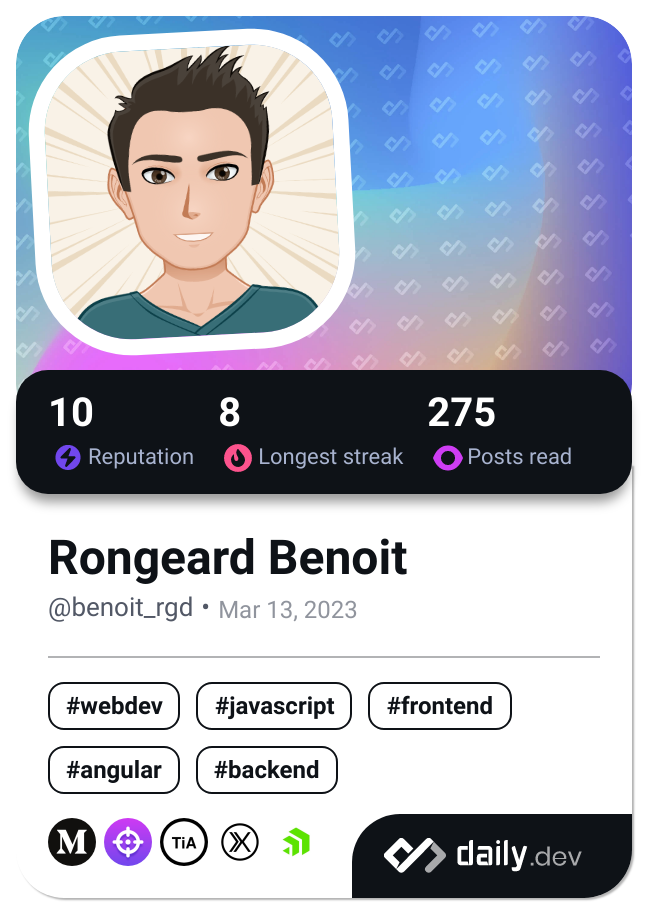 10 8 275
Reputation Longest streak Posts read
Rongeard Benoit
@benoit_rgd • Mar 13, 2023
#webdev #javascript #frontend
#angular #backend
M TiA daily.dev